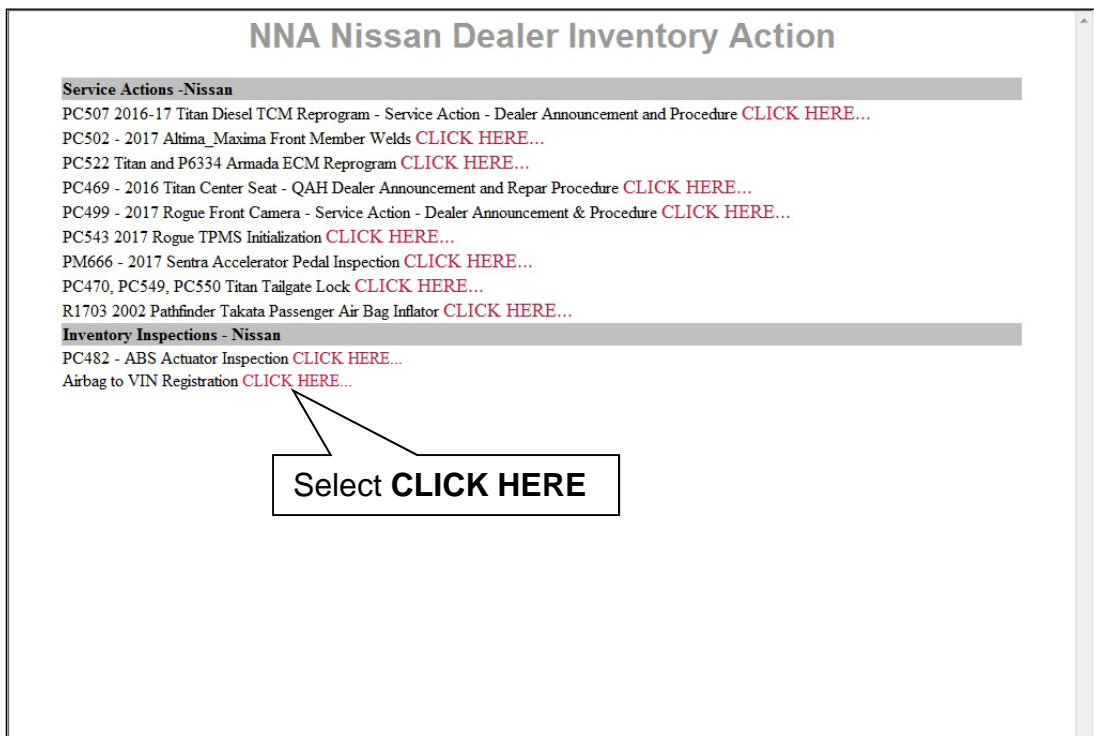 NNA Nissan Dealer Inventory Action
Service Actions -Nissan
PC507 2016-17 Titan Diesel TCM Reprogram - Service Action - Dealer Announcement and Procedure CLICK HERE...
PC502 - 2017 Altima_Maxima Front Member Welds CLICK HERE...
PC522 Titan and P6334 Armada ECM Reprogram CLICK HERE...
PC469 - 2016 Titan Center Seat - QAH Dealer Announcement and Repar Procedure CLICK HERE...
PC499 - 2017 Rogue Front Camera - Service Action - Dealer Announcement & Procedure CLICK HERE...
PC543 2017 Rogue TPMS Initialization CLICK HERE...
PM666 - 2017 Sentra Accelerator Pedal Inspection CLICK HERE...
PC470, PC549, PC550 Titan Tailgate Lock CLICK HERE...
R1703 2002 Pathfinder Takata Passenger Air Bag Inflator CLICK HERE...
Inventory Inspections - Nissan
PC482 - ABS Actuator Inspection CLICK HERE...
Airbag to VIN Registration CLICK HERE...
Select CLICK HERE